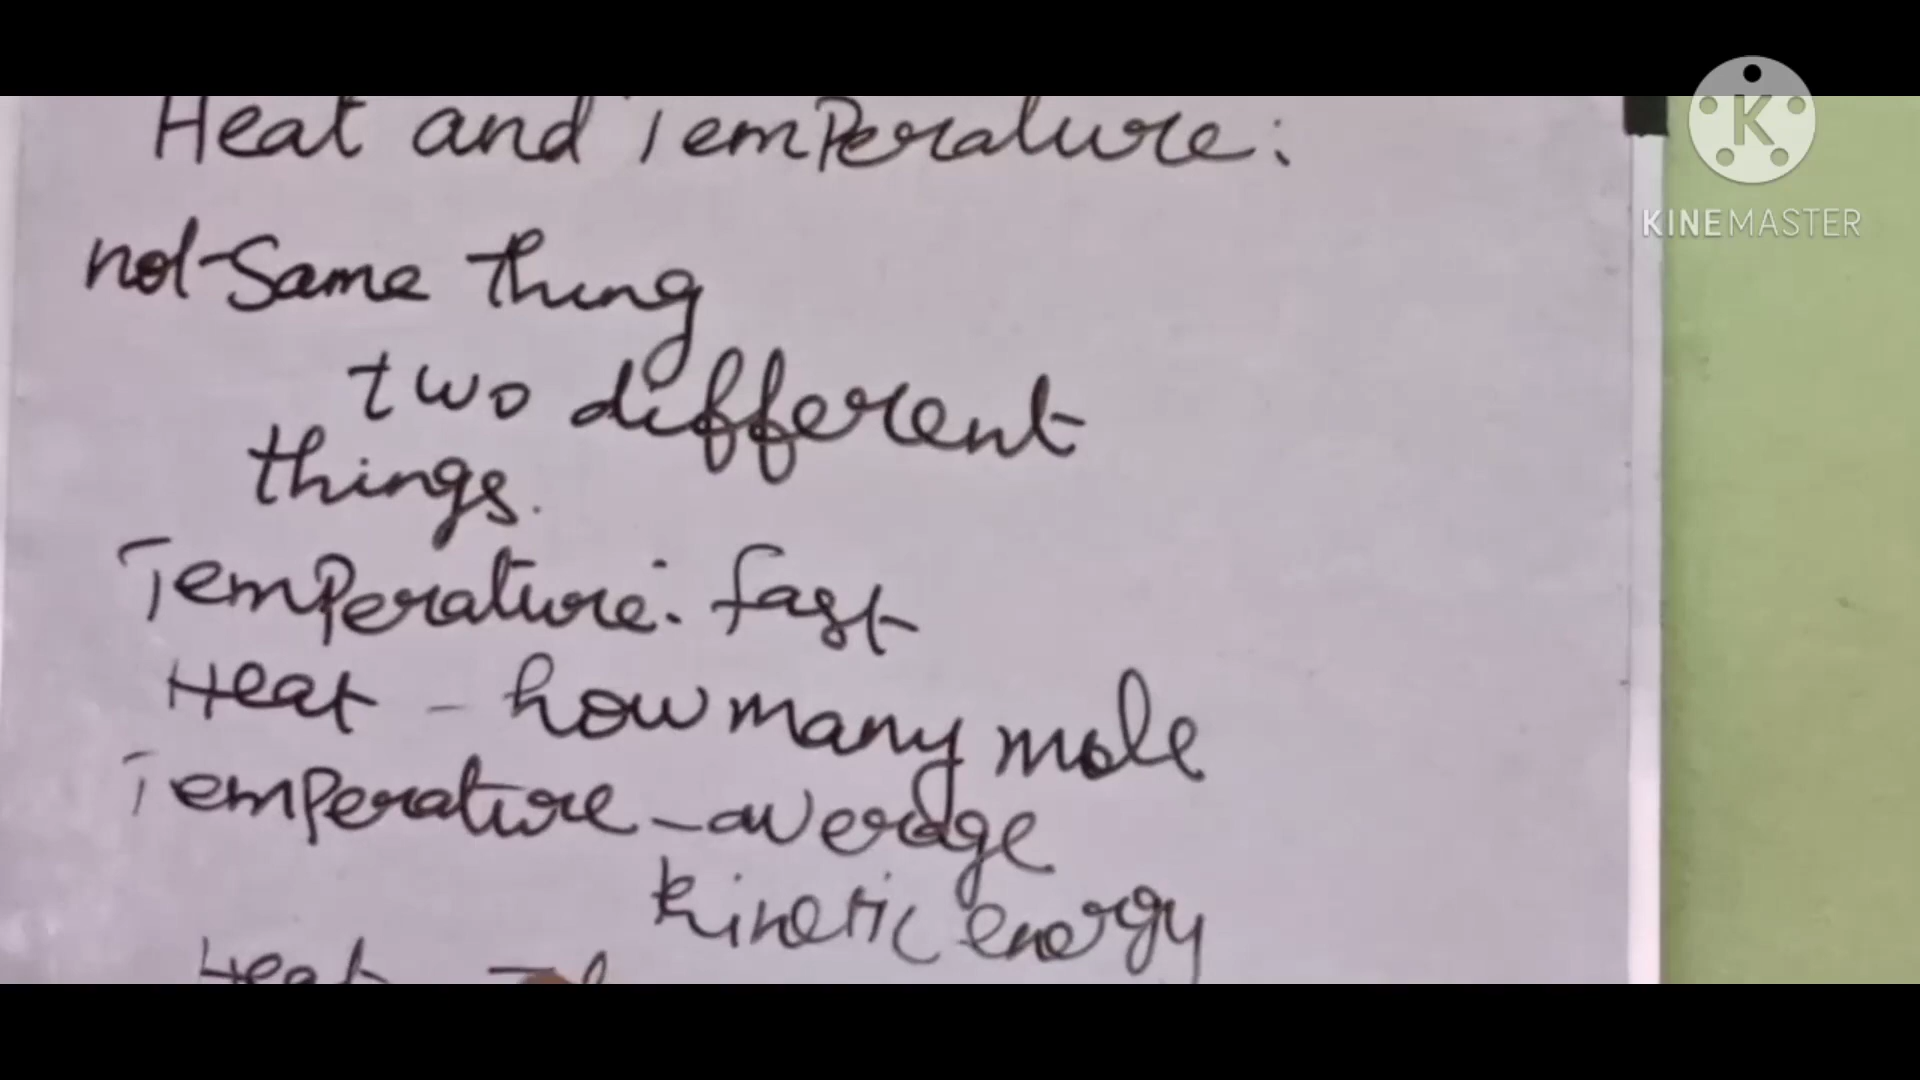 Heat and Temperature:
K
KINEMASTER
not same thing
two different
things.
Temperature: fast
Heat - how many mole
Temperature - average
kinetic energy
Heat